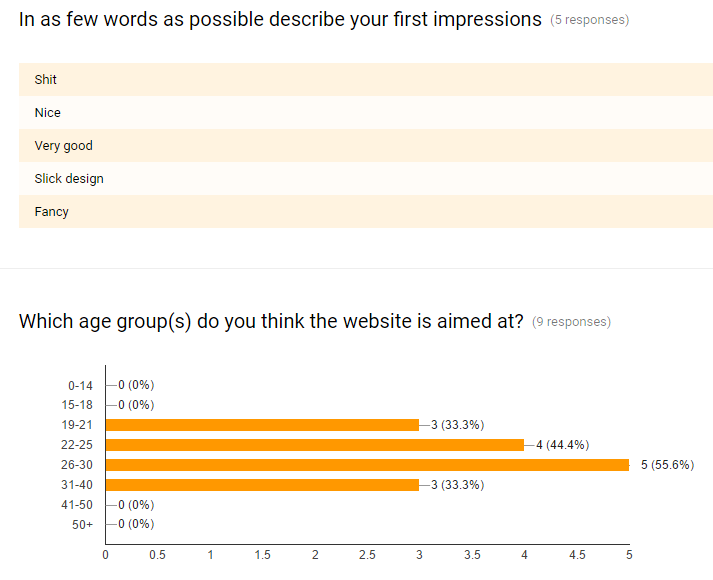 In as few words as possible describe your first impressions (5 responses)
Shit
Nice
Very good
Slick design
Fancy
Which age group(s) do you think the website is aimed at? (9 responses)
0-14 0 (0%)
15-18 0 (0%)
19-21 3 (33.3%)
22-25 4 (44.4%)
26-30 5 (55.6%)
31-40 3 (33.3%)
41-50 0 (0%)
50+ 0 (0%)
0 0.5 1 1.5 2 2.5 3 3.5 4 4.5 5